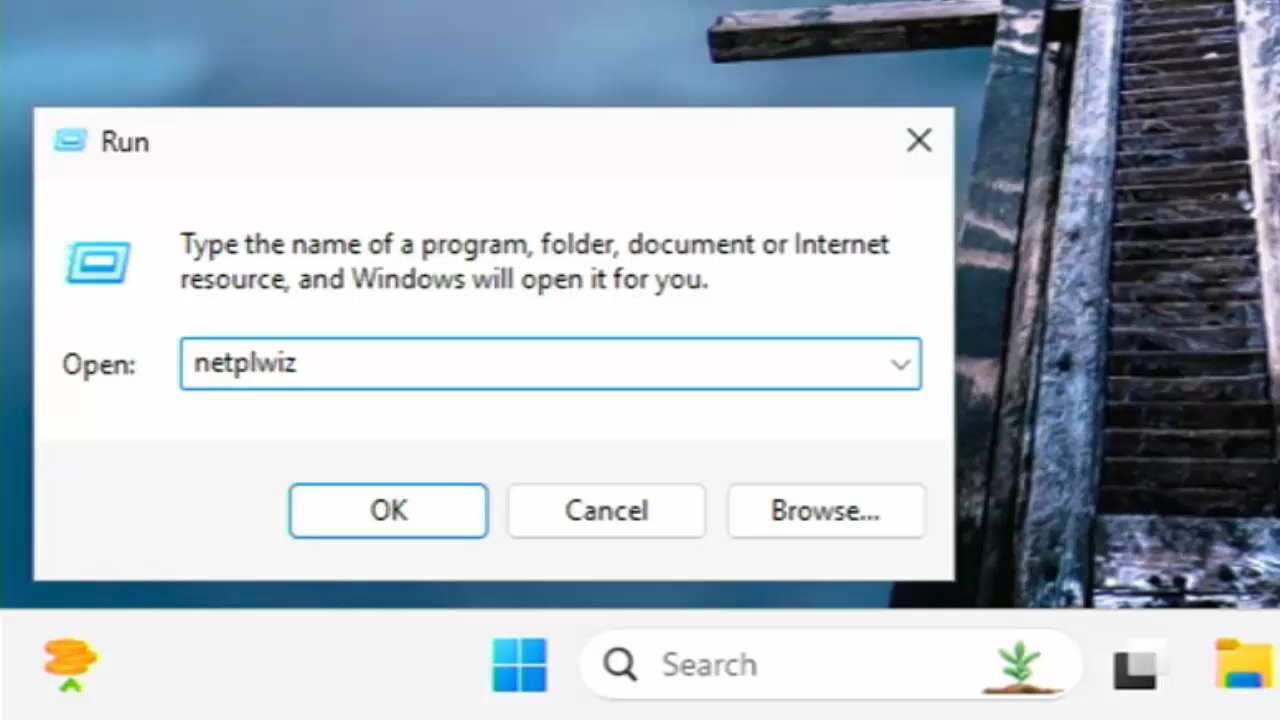 Run
Type the name of a program, folder, document or Internet
resource, and Windows will open it for you.
Open:
netplwiz
OK
Cancel
Browse...
Search